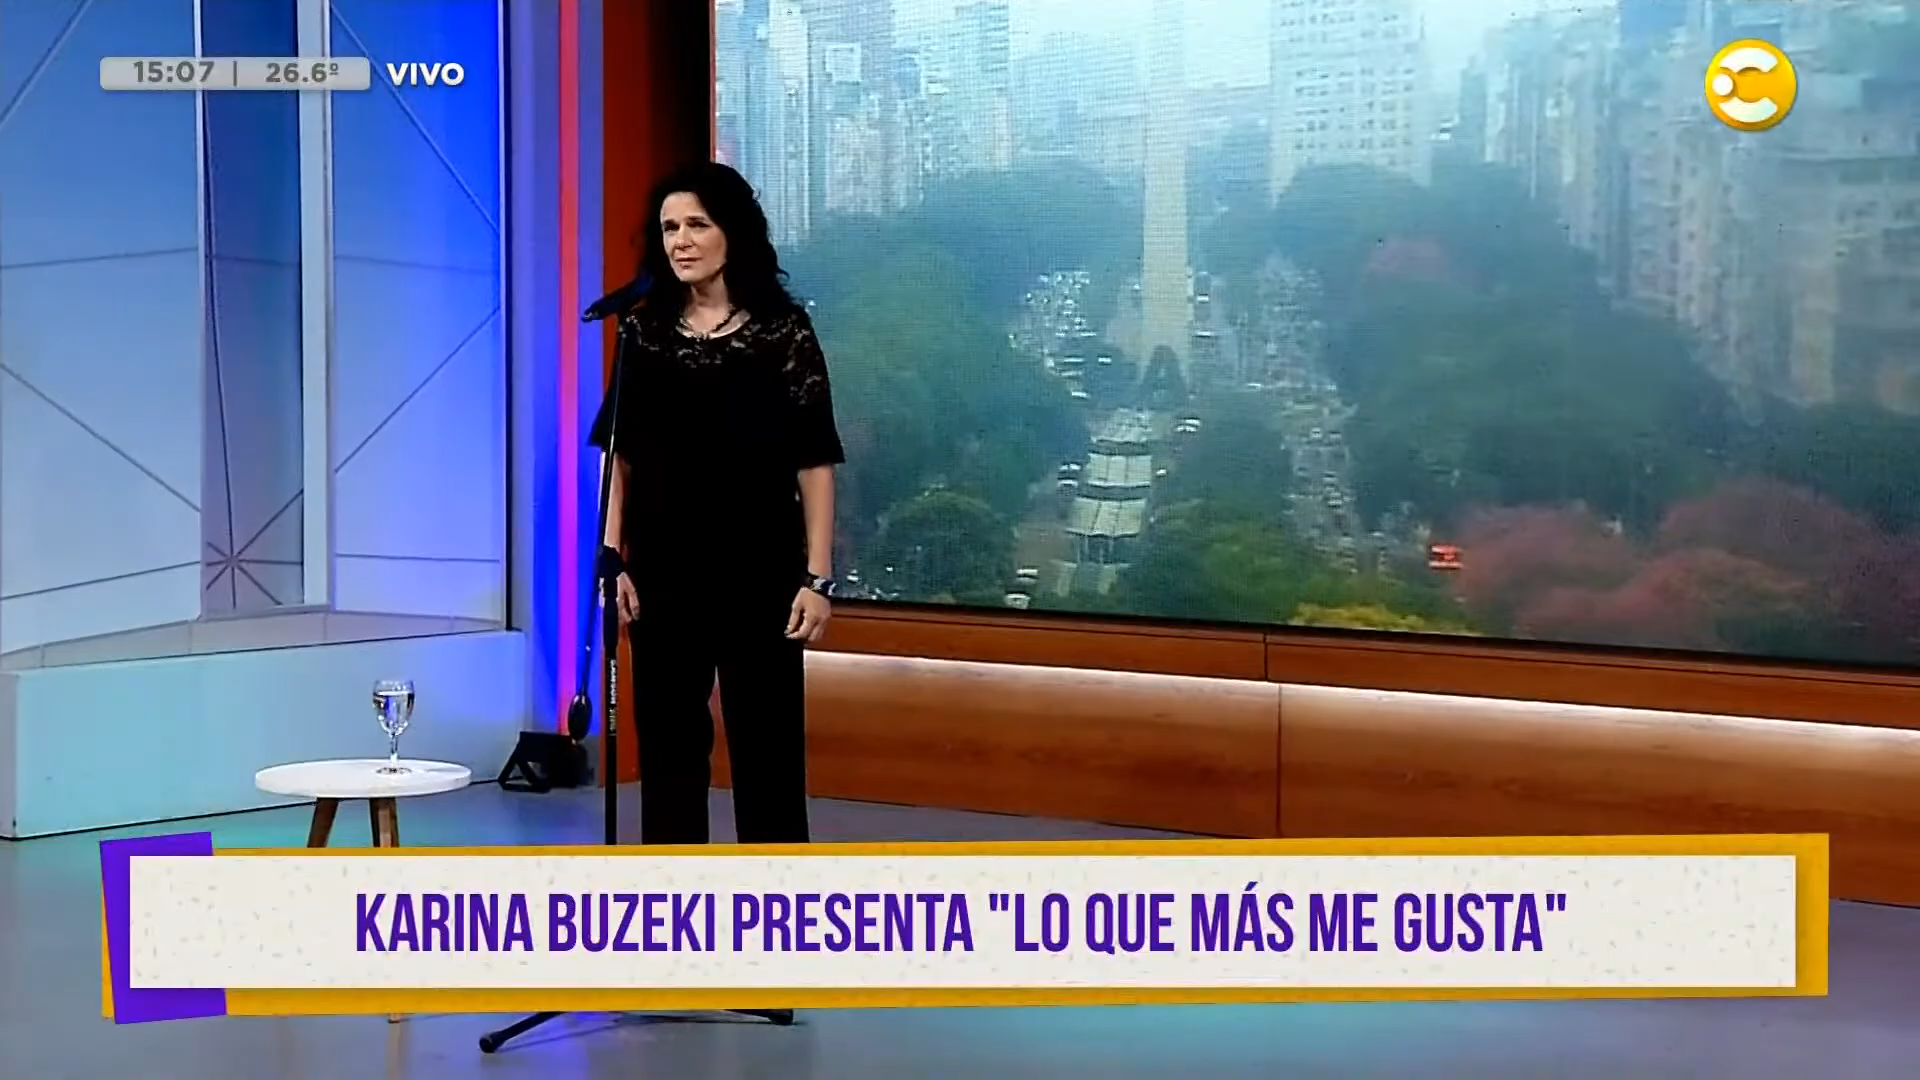 15:07 | 26.6º VIVO
KARINA BUZEKI PRESENTA "LO QUE MÁS ME GUSTA"